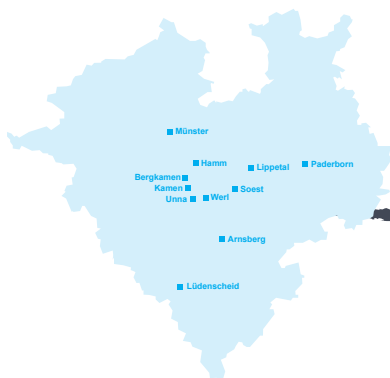 Münster
Hamm
Lippetal
Paderborn
Bergkamen
Kamen
Soest
Unna
Werl
Arnsberg
Lüdenscheid